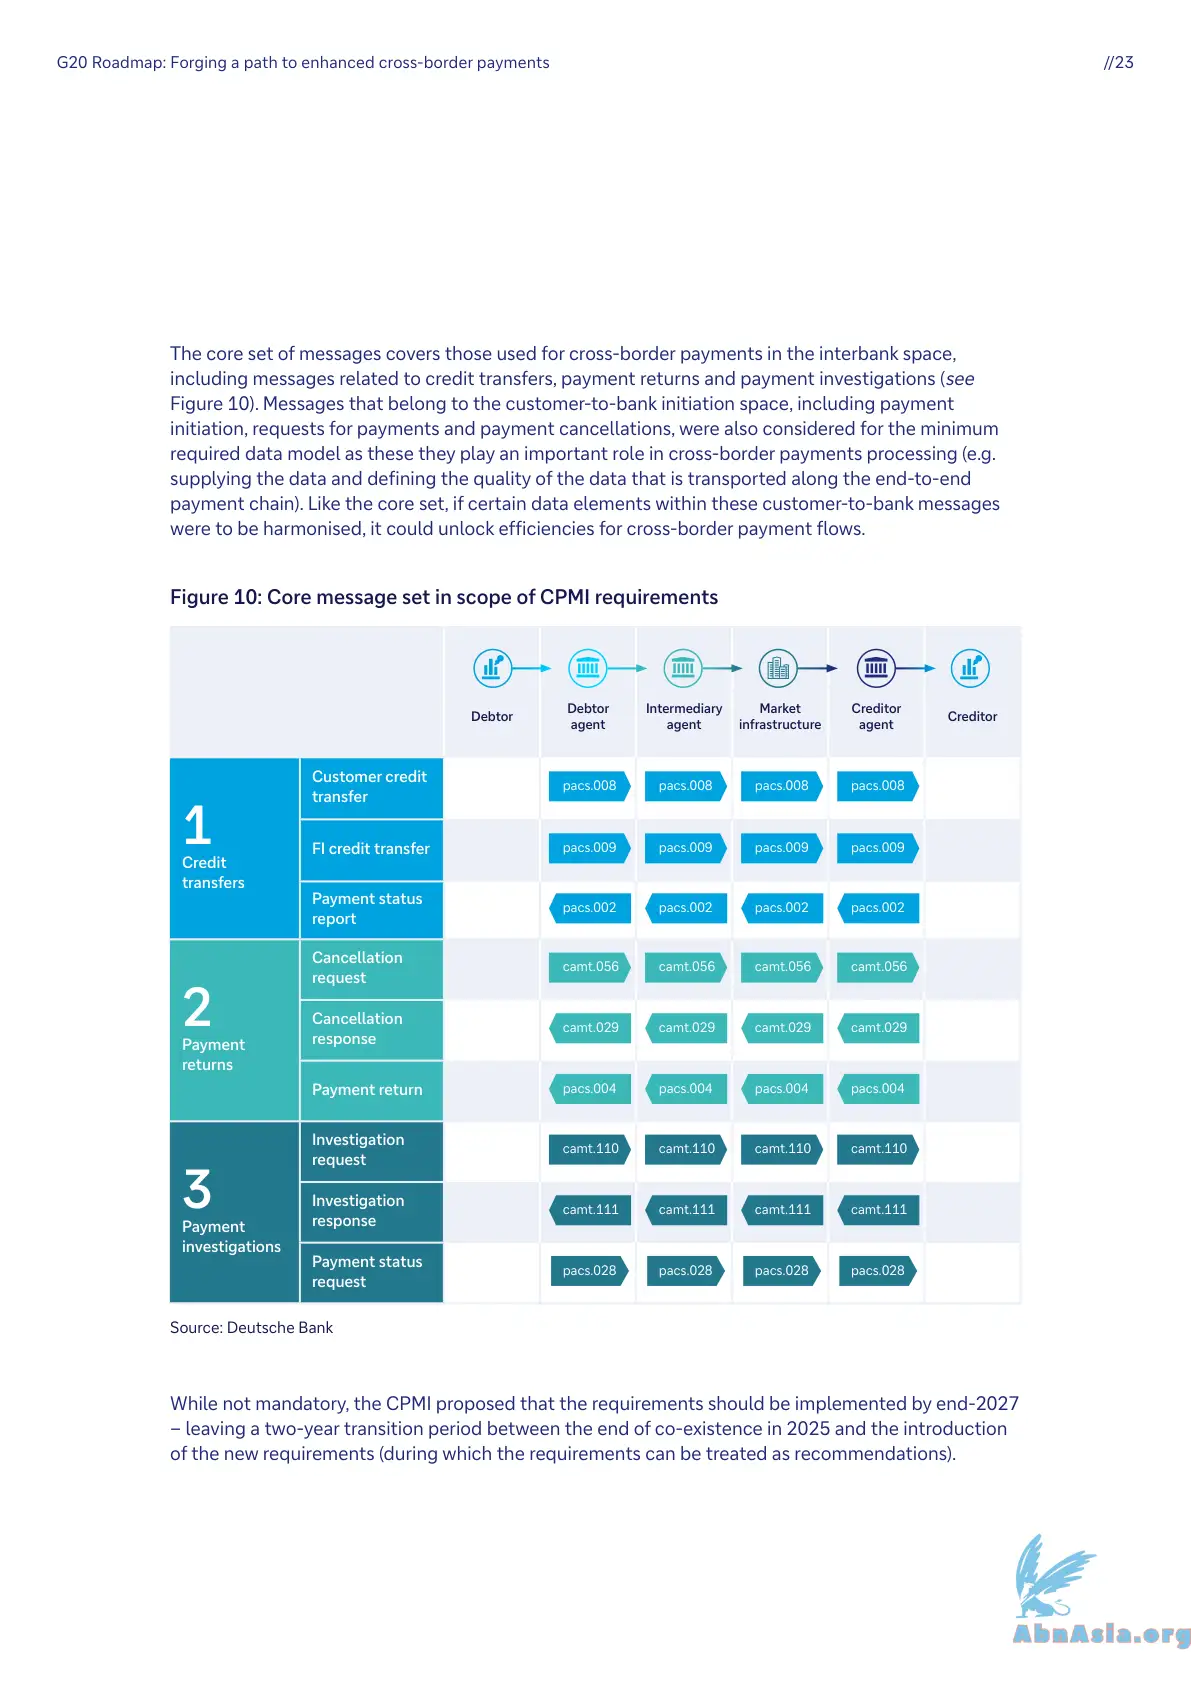 G20 Roadmap: Forging a path to enhanced cross-border payments
//23
The core set of messages covers those used for cross-border payments in the interbank space,
including messages related to credit transfers, payment returns and payment investigations (see
Figure 10). Messages that belong to the customer-to-bank initiation space, including payment
initiation, requests for payments and payment cancellations, were also considered for the minimum
required data model as these they play an important role in cross-border payments processing (e.g.
supplying the data and defining the quality of the data that is transported along the end-to-end
payment chain). Like the core set, if certain data elements within these customer-to-bank messages
were to be harmonised, it could unlock efficiencies for cross-border payment flows.
Figure 10: Core message set in scope of CPMI requirements
Debtor
Debtor
agent
Intermediary
agent
Market
infrastructure
Creditor
agent
Creditor
1
Credit
transfers
Customer credit
transfer
pacs.008 pacs.008 pacs.008 pacs.008
FI credit transfer
pacs.009 pacs.009 pacs.009 pacs.009
Payment status
report
pacs.002 pacs.002 pacs.002 pacs.002
2
Payment
returns
Cancellation
request
camt.056 camt.056 camt.056 camt.056
Cancellation
response
camt.029 camt.029 camt.029 camt.029
Payment return
pacs.004 pacs.004 pacs.004 pacs.004
3
Payment
investigations
Investigation
request
camt.110 camt.110 camt.110 camt.110
Investigation
response
camt.111 camt.111 camt.111 camt.111
Payment status
request
pacs.028 pacs.028 pacs.028 pacs.028
Source: Deutsche Bank
While not mandatory, the CPMI proposed that the requirements should be implemented by end-2027
– leaving a two-year transition period between the end of co-existence in 2025 and the introduction
of the new requirements (during which the requirements can be treated as recommendations).
AbnAsia.org